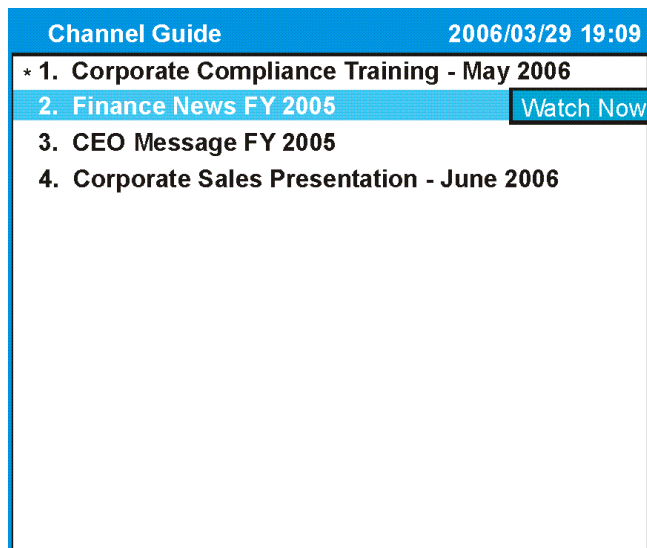 Channel Guide 2006/03/29 19:09
* 1. Corporate Compliance Training - May 2006
2. Finance News FY 2005 Watch Now
3. CEO Message FY 2005
4. Corporate Sales Presentation - June 2006